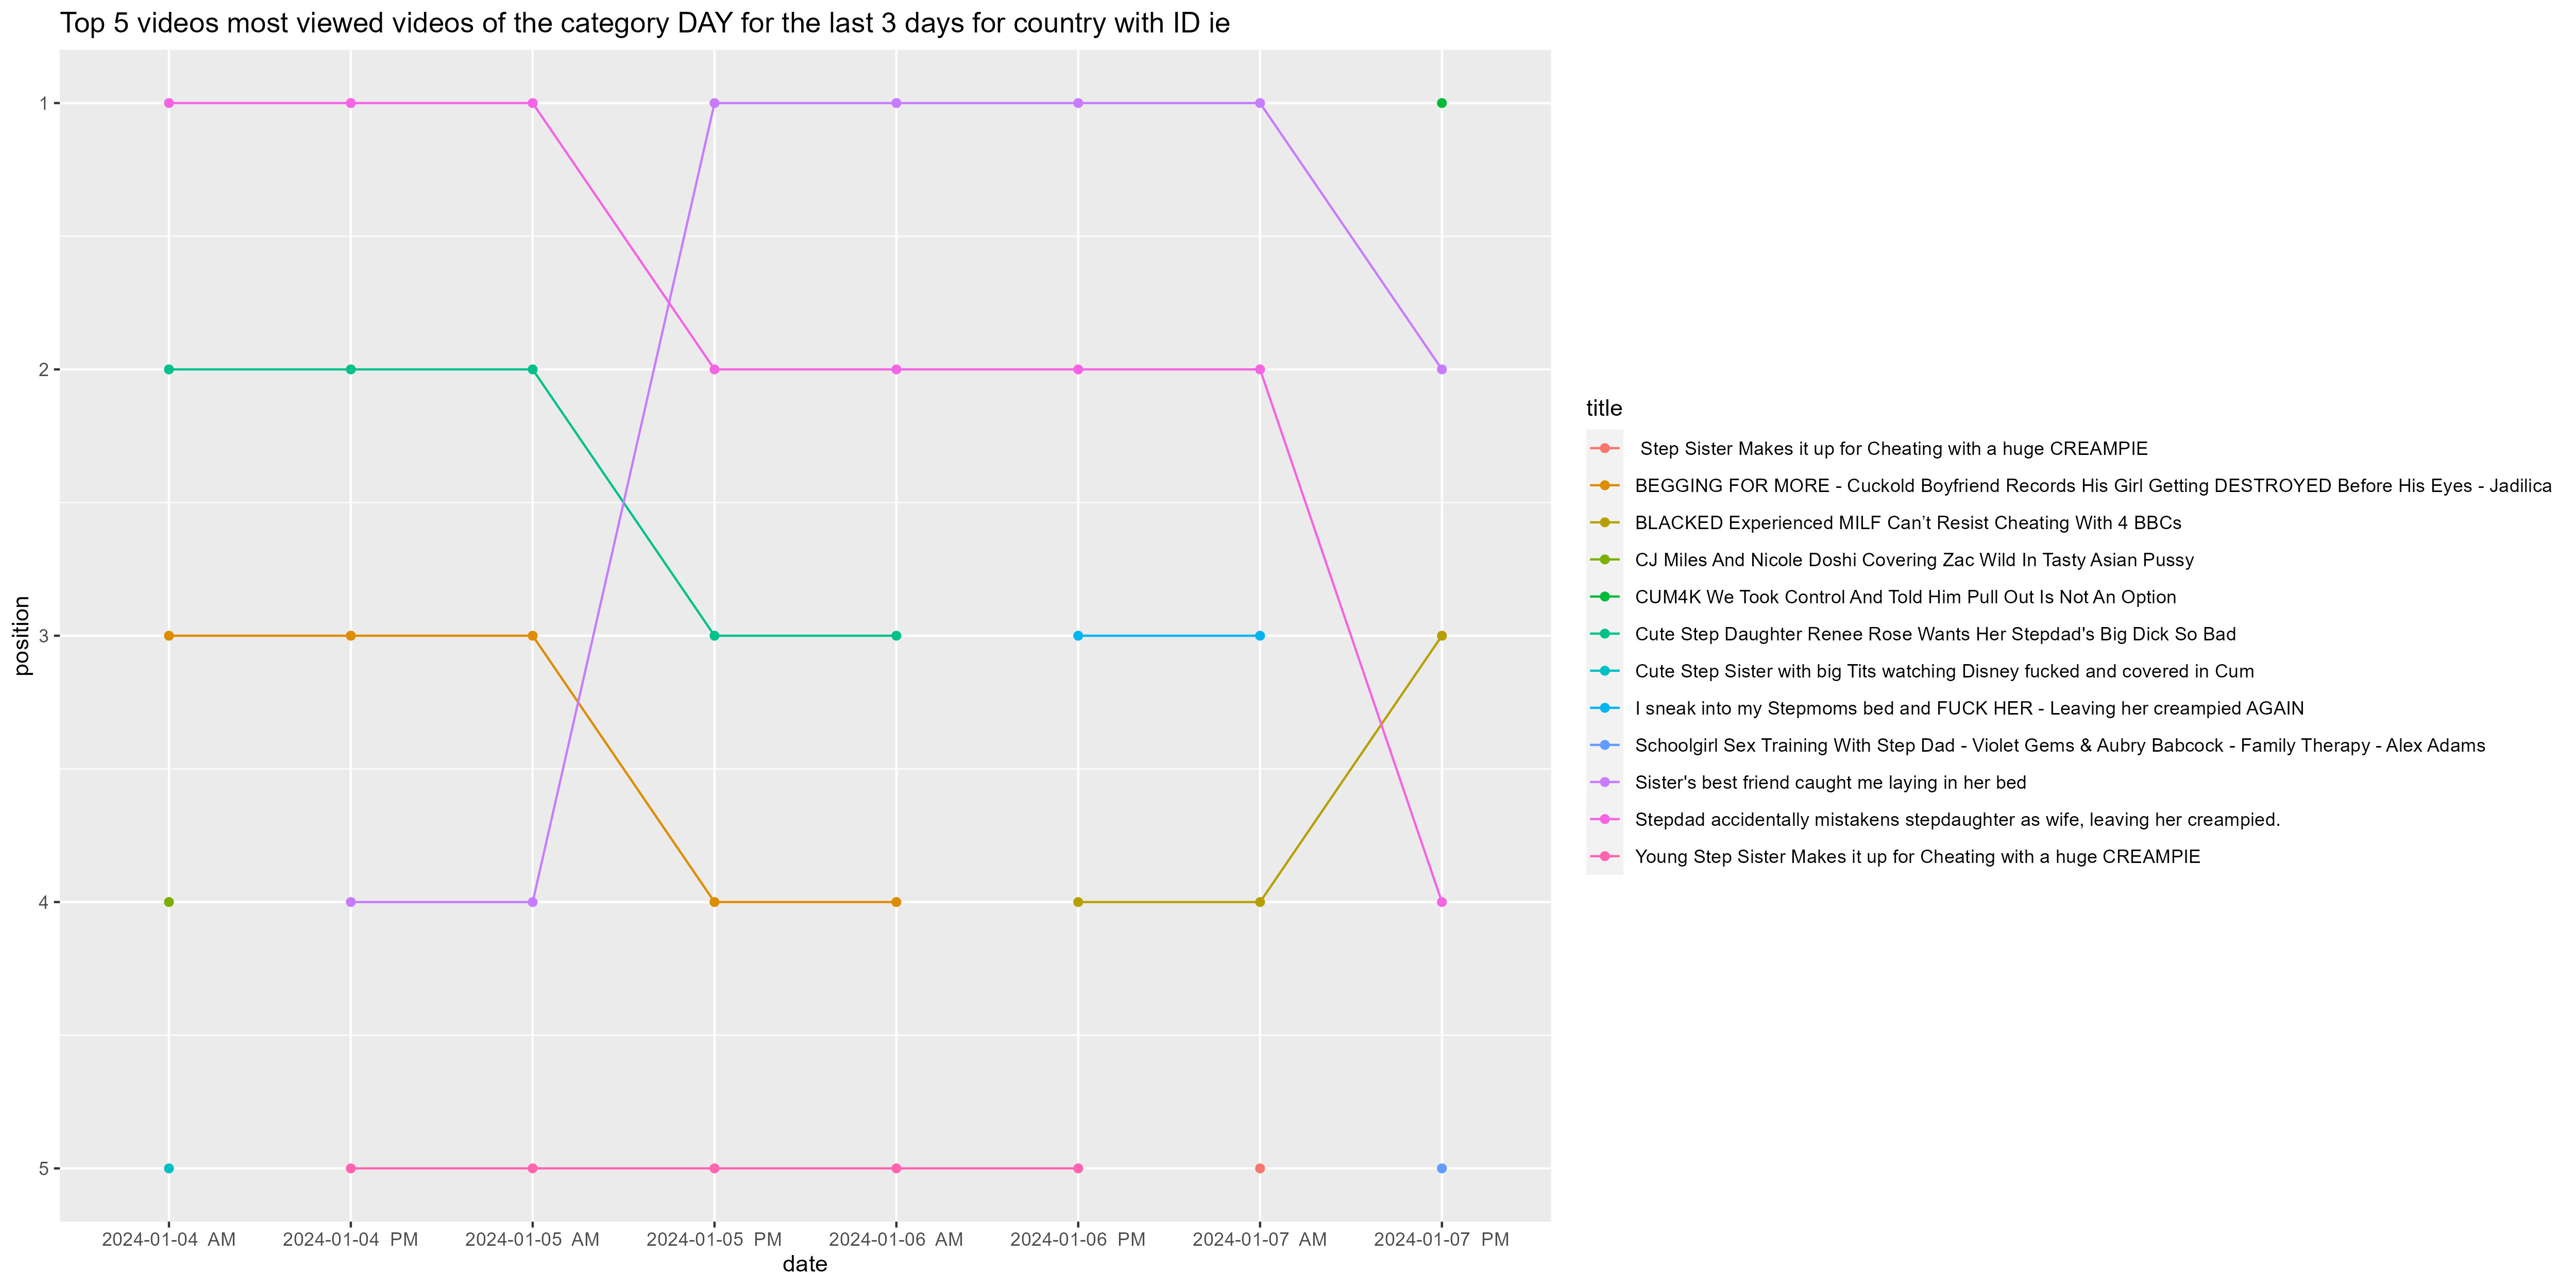 Top 5 videos most viewed videos of the category DAY for the last 3 days for country with ID ie
position
1
2
3
4
5
2024-01-04 AM
2024-01-04 PM
2024-01-05 AM
2024-01-05 PM
2024-01-06 AM
2024-01-06 PM
2024-01-07 AM
2024-01-07 PM
date
title
Step Sister Makes it up for Cheating with a huge CREAMPIE
BEGGING FOR MORE - Cuckold Boyfriend Records His Girl Getting DESTROYED Before His Eyes - Jadilica
BLACKED Experienced MILF Can’t Resist Cheating With 4 BBCs
CJ Miles And Nicole Doshi Covering Zac Wild In Tasty Asian Pussy
CUM4K We Took Control And Told Him Pull Out Is Not An Option
Cute Step Daughter Renee Rose Wants Her Stepdad's Big Dick So Bad
Cute Step Sister with big Tits watching Disney fucked and covered in Cum
I sneak into my Stepmoms bed and FUCK HER - Leaving her creampied AGAIN
Schoolgirl Sex Training With Step Dad - Violet Gems & Aubry Babcock - Family Therapy - Alex Adams
Sister's best friend caught me laying in her bed
Stepdad accidentally mistakens stepdaughter as wife, leaving her creampied.
Young Step Sister Makes it up for Cheating with a huge CREAMPIE